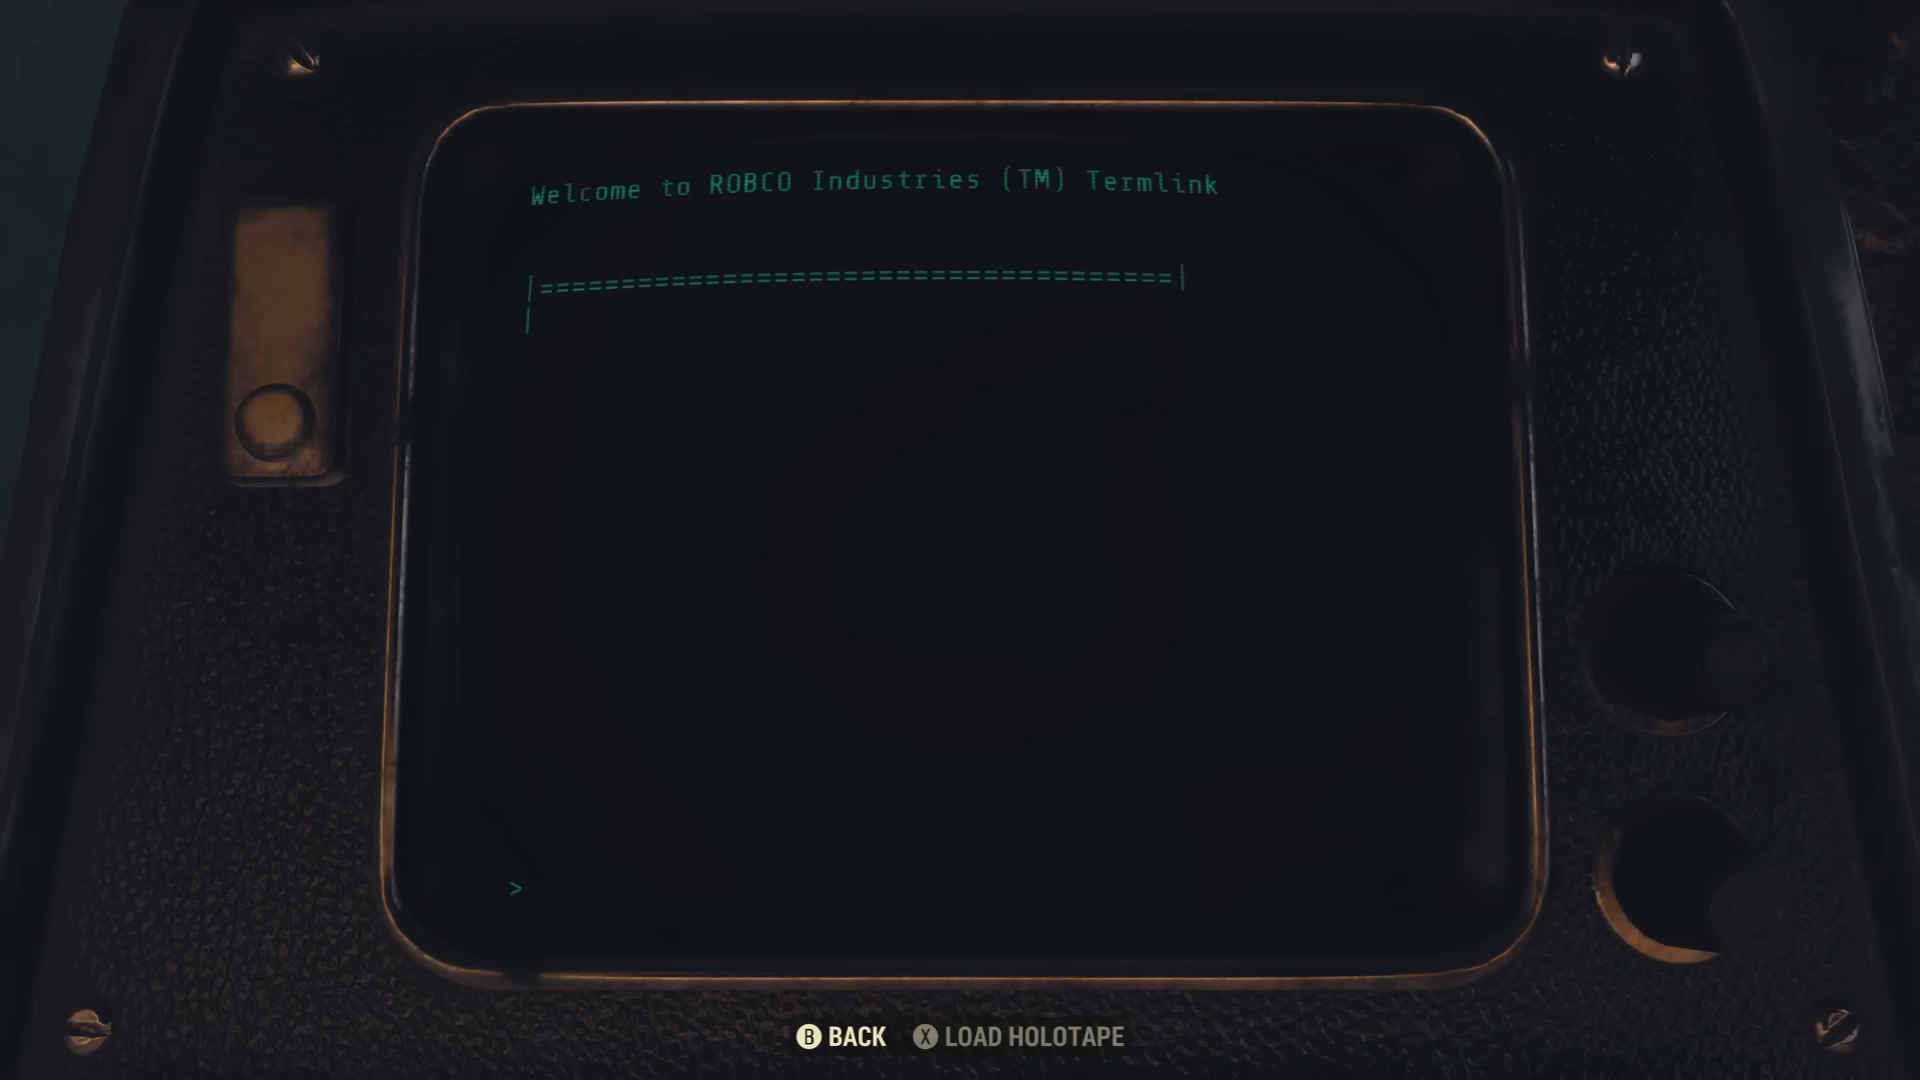 Welcome to ROBCO Industries (TM) Termlink
|======================================|
|
>
B BACK X LOAD HOLOTAPE